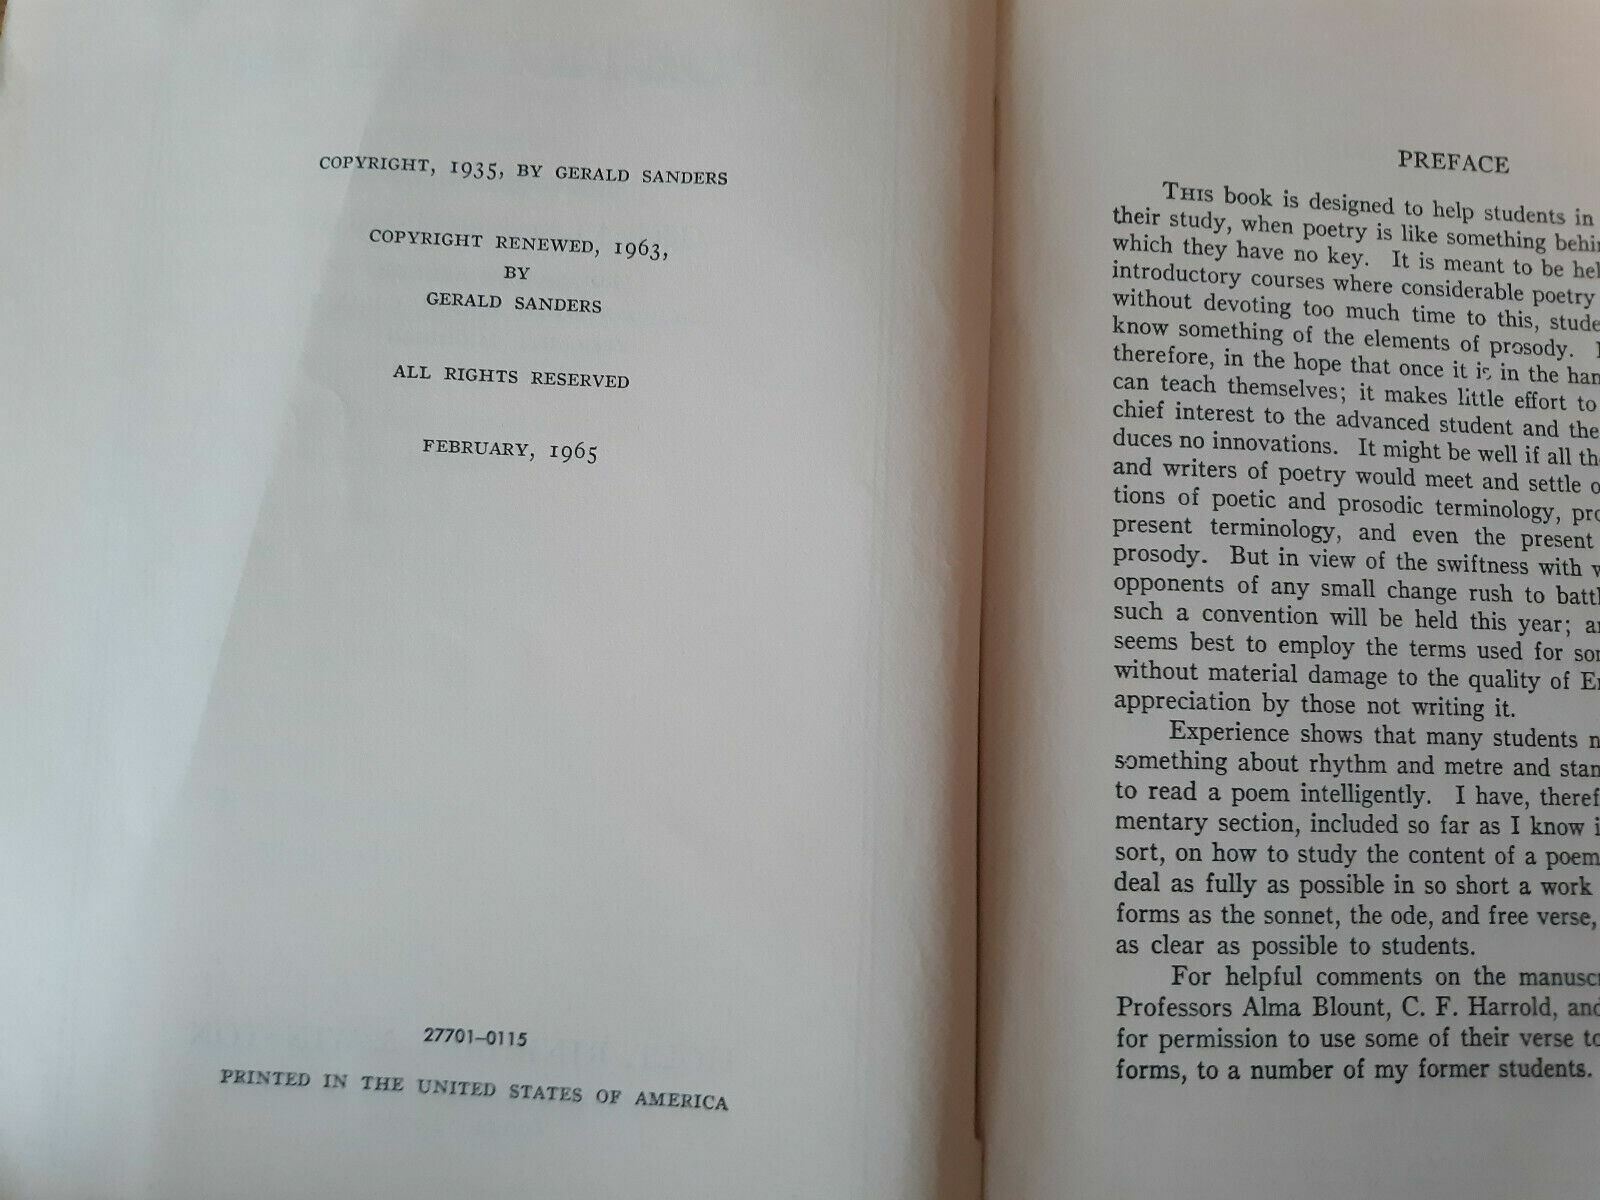 COPYRIGHT, 1935, BY GERALD SANDERS
COPYRIGHT RENEWED, 1963,
BY
GERALD SANDERS
ALL RIGHTS RESERVED
FEBRUARY, 1965
27701-0115
PRINTED IN THE UNITED STATES OF AMERICA
PREFACE
THIS book is designed to help students in
their study, when poetry is like something
which they have no key. It is meant to be
introductory courses where considerable poetry
without devoting too much time to this,
know something of the elements of prosody.
therefore, in the hope that once it is in the
can teach themselves; it makes little effort to
chief interest to the advanced student and the
duces no innovations. It might be well if all
and writers of poetry would meet and settle
tions of poetic and prosodic terminology,
present terminology, and even the present
prosody. But in view of the swiftness with
opponents of any small change rush to
such a convention will be held this year;
seems best to employ the terms used for
without material damage to the quality of
appreciation by those not writing it.
Experience shows that many students
something about rhythm and metre and
to read a poem intelligently. I have,
mentary section, included so far as I know
sort, on how to study the content of a poem
deal as fully as possible in so short a work
forms as the sonnet, the ode, and free verse,
as clear as possible to students.
For helpful comments on the
Professors Alma Blount, C. F. Harrold, and
for permission to use some of their verse
forms, to a number of my former students.